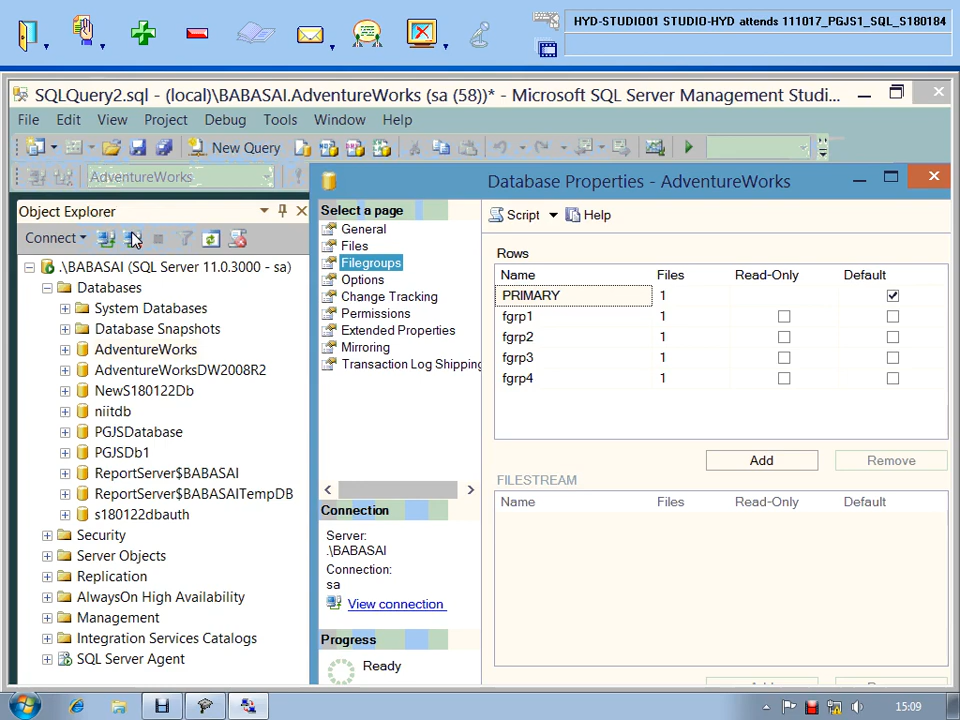 HYD-STUDIO01 STUDIO-HYD attends 111017_PGJS1_SQL_S180184
SQLQuery2.sql - (local)\BABASAI.AdventureWorks (sa (58))* - Microsoft SQL Server Management Studi...
File Edit View Project Debug Tools Window Help
New Query
AdventureWorks
Database Properties - AdventureWorks
Object Explorer
Connect
.\BABASAI (SQL Server 11.0.3000 - sa)
Databases
System Databases
Database Snapshots
AdventureWorks
AdventureWorksDW2008R2
NewS180122Db
niitdb
PGJSDatabase
PGJSDb1
ReportServer$BABASAI
ReportServer$BABASAITempDB
s180122dbauth
Security
Server Objects
Replication
AlwaysOn High Availability
Management
Integration Services Catalogs
SQL Server Agent
Select a page
General
Files
Filegroups
Options
Change Tracking
Permissions
Extended Properties
Mirroring
Transaction Log Shipping
Connection
Server:
.\BABASAI
Connection:
sa
View connection
Progress
Ready
Script Help
Rows
Name Files Read-Only Default
PRIMARY 1
fgrp1 1
fgrp2 1
fgrp3 1
fgrp4 1
Add Remove
FILESTREAM
Name Files Read-Only Default
15:09